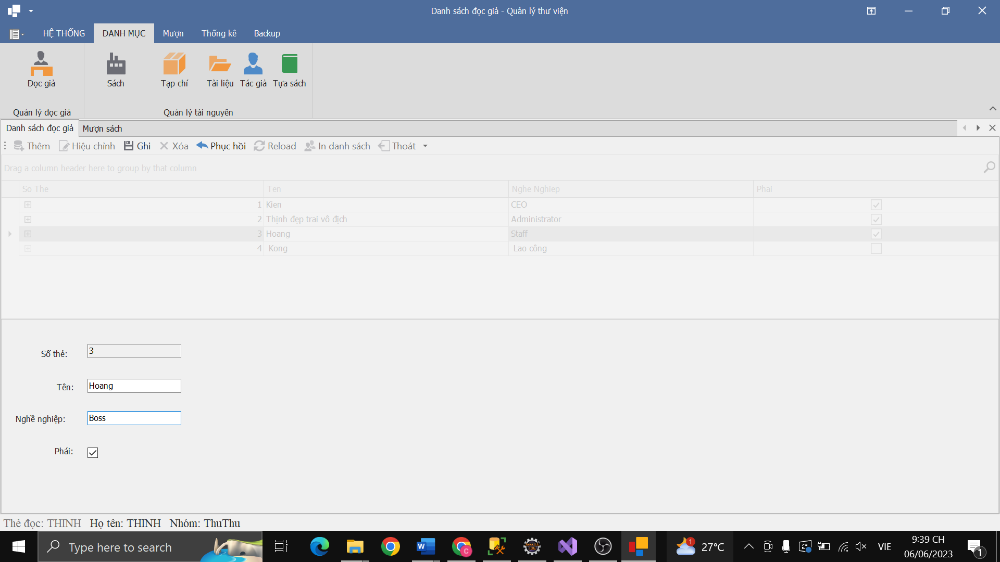 Danh sách đọc giả - Quản lý thư viện
HỆ THỐNG DANH MỤC Mượn Thống kê Backup
Đọc giả Sách Tạp chí Tài liệu Tác giả Tựa sách
Quản lý đọc giả Quản lý tài nguyên
Danh sách đọc giả Mượn sách
Thêm Hiệu chỉnh Ghi Xóa Phục hồi Reload In danh sách Thoát
Drag a column header here to group by that column
So The Ten Nghe Nghiep Phai
1 Kien CEO
2 Thịnh đẹp trai vô địch Administrator
3 Hoang Staff
4 Kong Lao công
Số thẻ: 3
Tên: Hoang
Nghề nghiệp: Boss
Phái:
Thẻ đọc: THINH Họ tên: THINH Nhóm: ThuThu
Type here to search W C Java EE IDE 1 27°C VIE 9:39 CH
06/06/2023 1